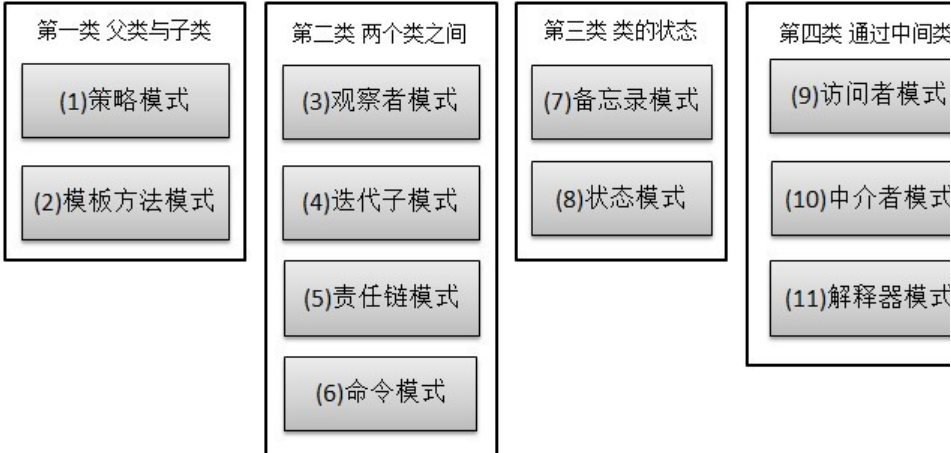 第一类 父类与子类
(1)策略模式
(2)模板方法模式
第二类 两个类之间
(3)观察者模式
(4)迭代子模式
(5)责任链模式
(6)命令模式
第三类 类的状态
(7)备忘录模式
(8)状态模式
第四类 通过中间类
(9)访问者模式
(10)中介者模式
(11)解释器模式